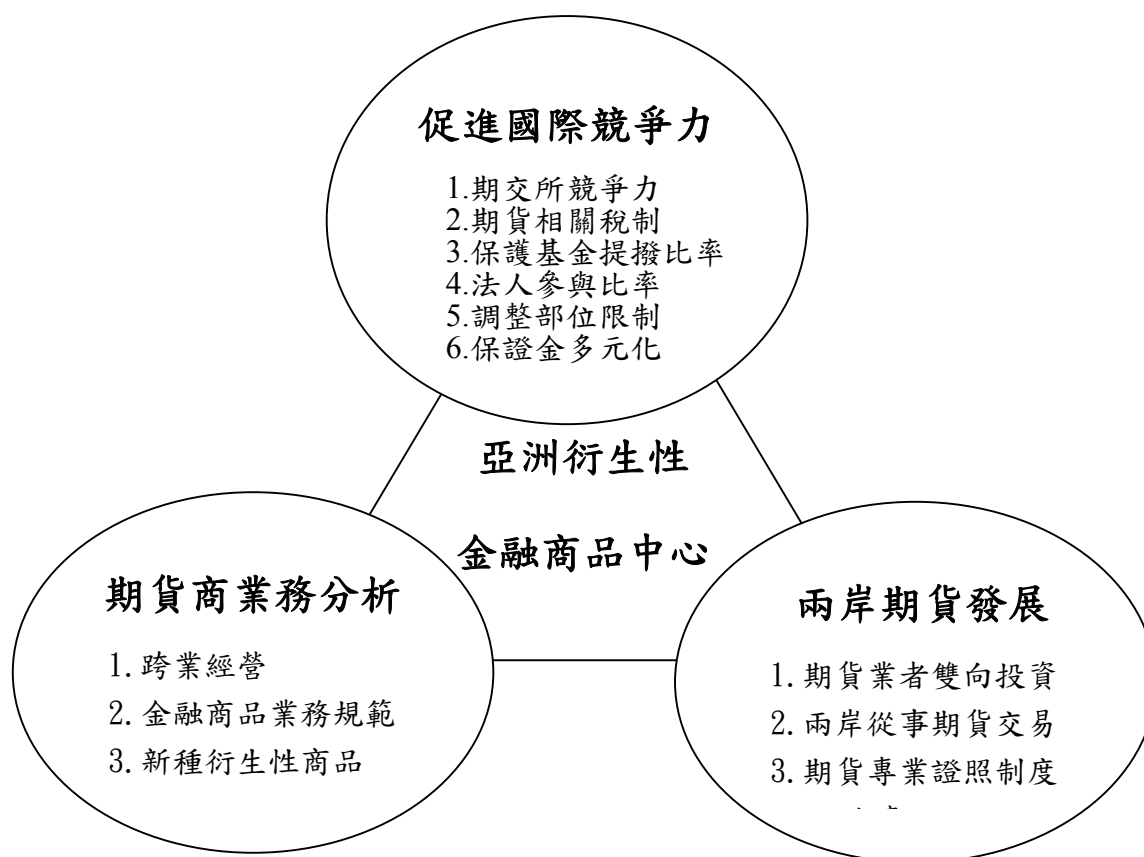 促進國際競爭力
1.期交所競爭力
2.期貨相關稅制
3.保護基金提撥比率
4.法人參與比率
5.調整部位限制
6.保證金多元化
亞洲衍生性
金融商品中心
期貨商業務分析
1.跨業經營
2.金融商品業務規範
3.新種衍生性商品
兩岸期貨發展
1.期貨業者雙向投資
2.兩岸從事期貨交易
3.期貨專業證照制度